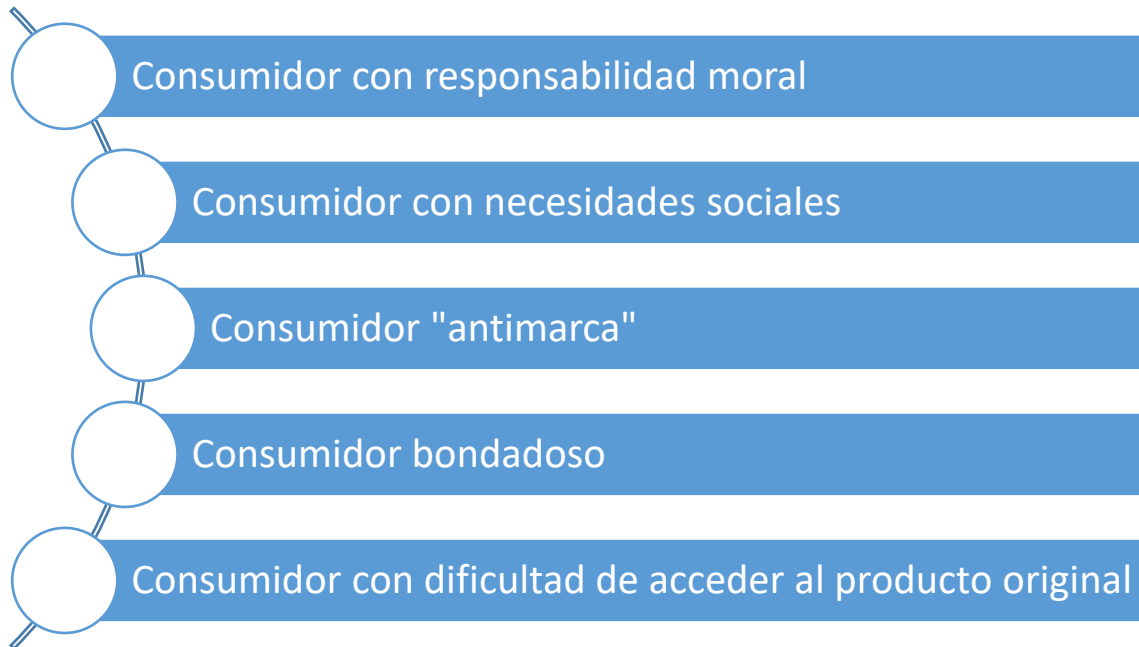 Consumidor con responsabilidad moral
Consumidor con necesidades sociales
Consumidor "antimarca"
Consumidor bondadoso
Consumidor con dificultad de acceder al producto original